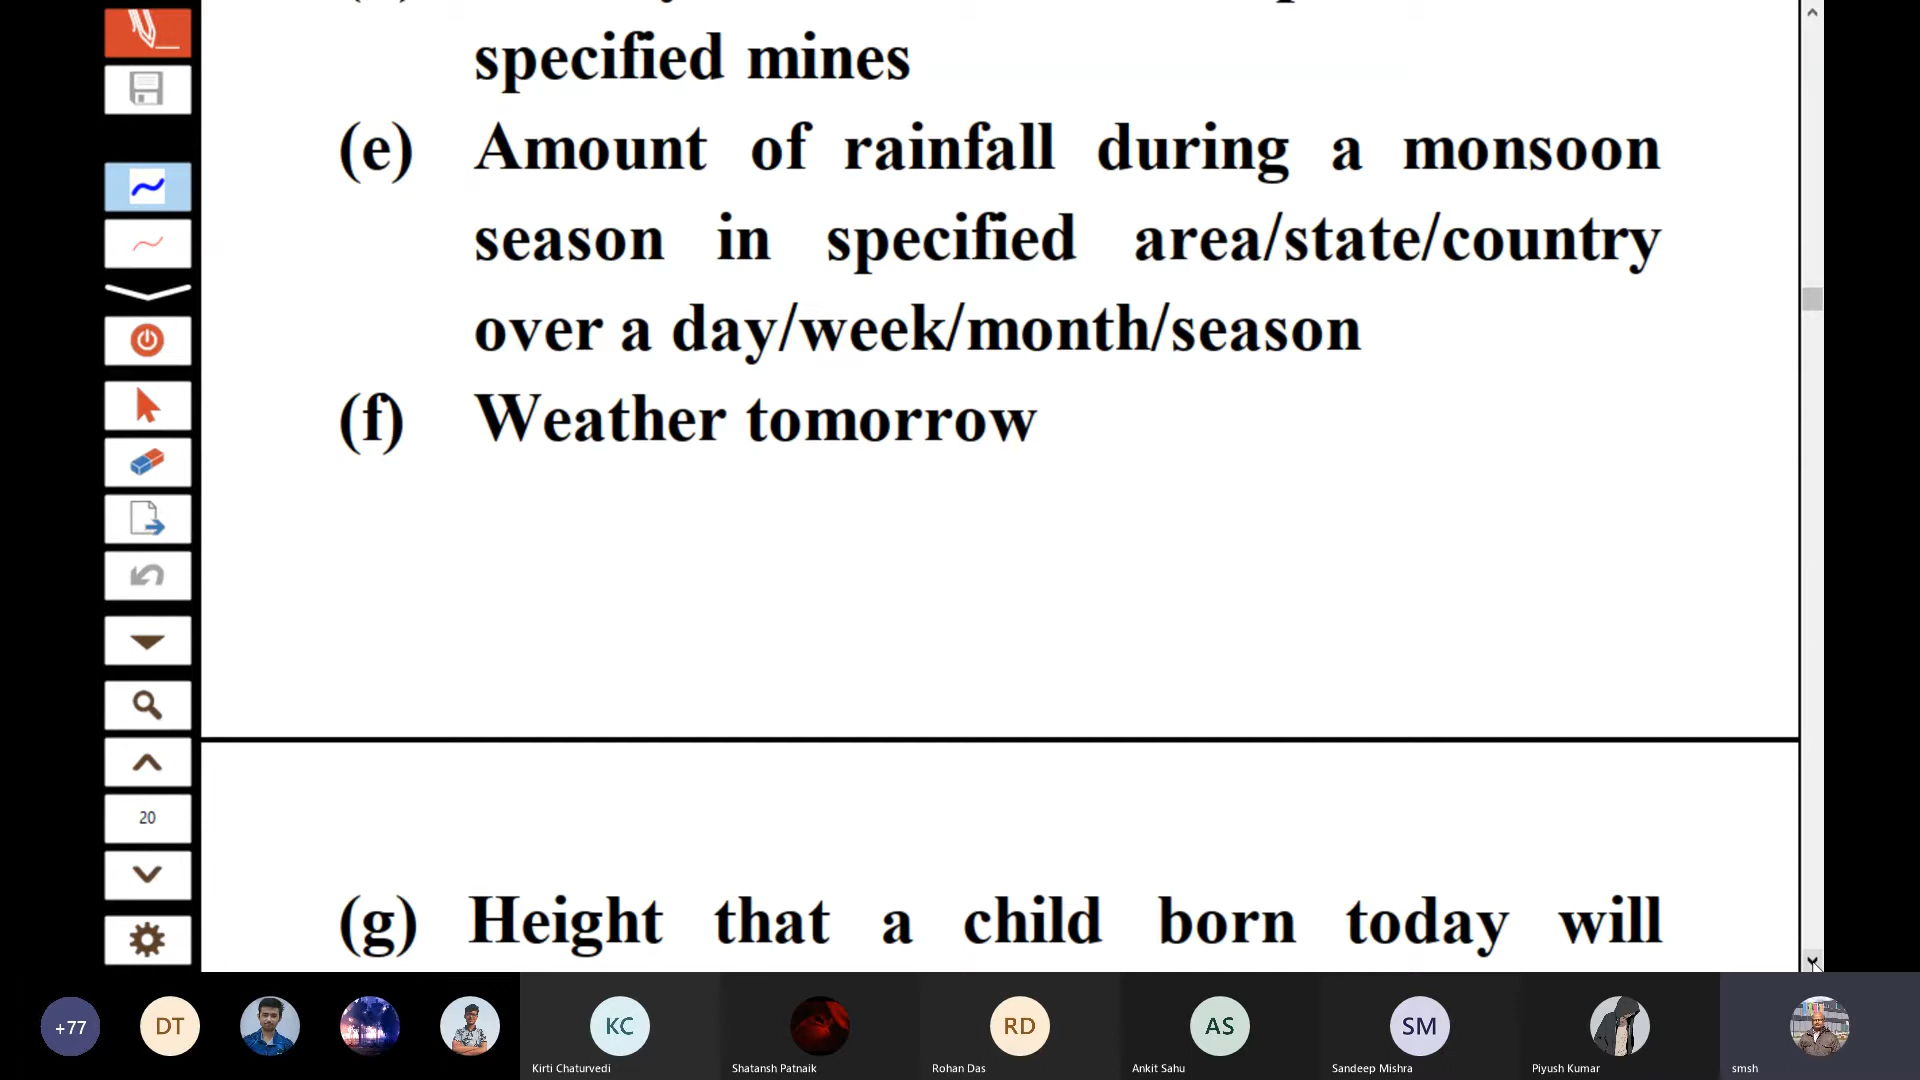 specified mines
(e) Amount of rainfall during a monsoon
season in specified area/state/country
over a day/week/month/season
(f) Weather tomorrow
20
(g) Height that a child born today will
+77
DT
KC
RD
AS
SM
Kirti Chaturvedi
Shatansh Patnaik
Rohan Das
Ankit Sahu
Sandeep Mishra
Piyush Kumar
smsh